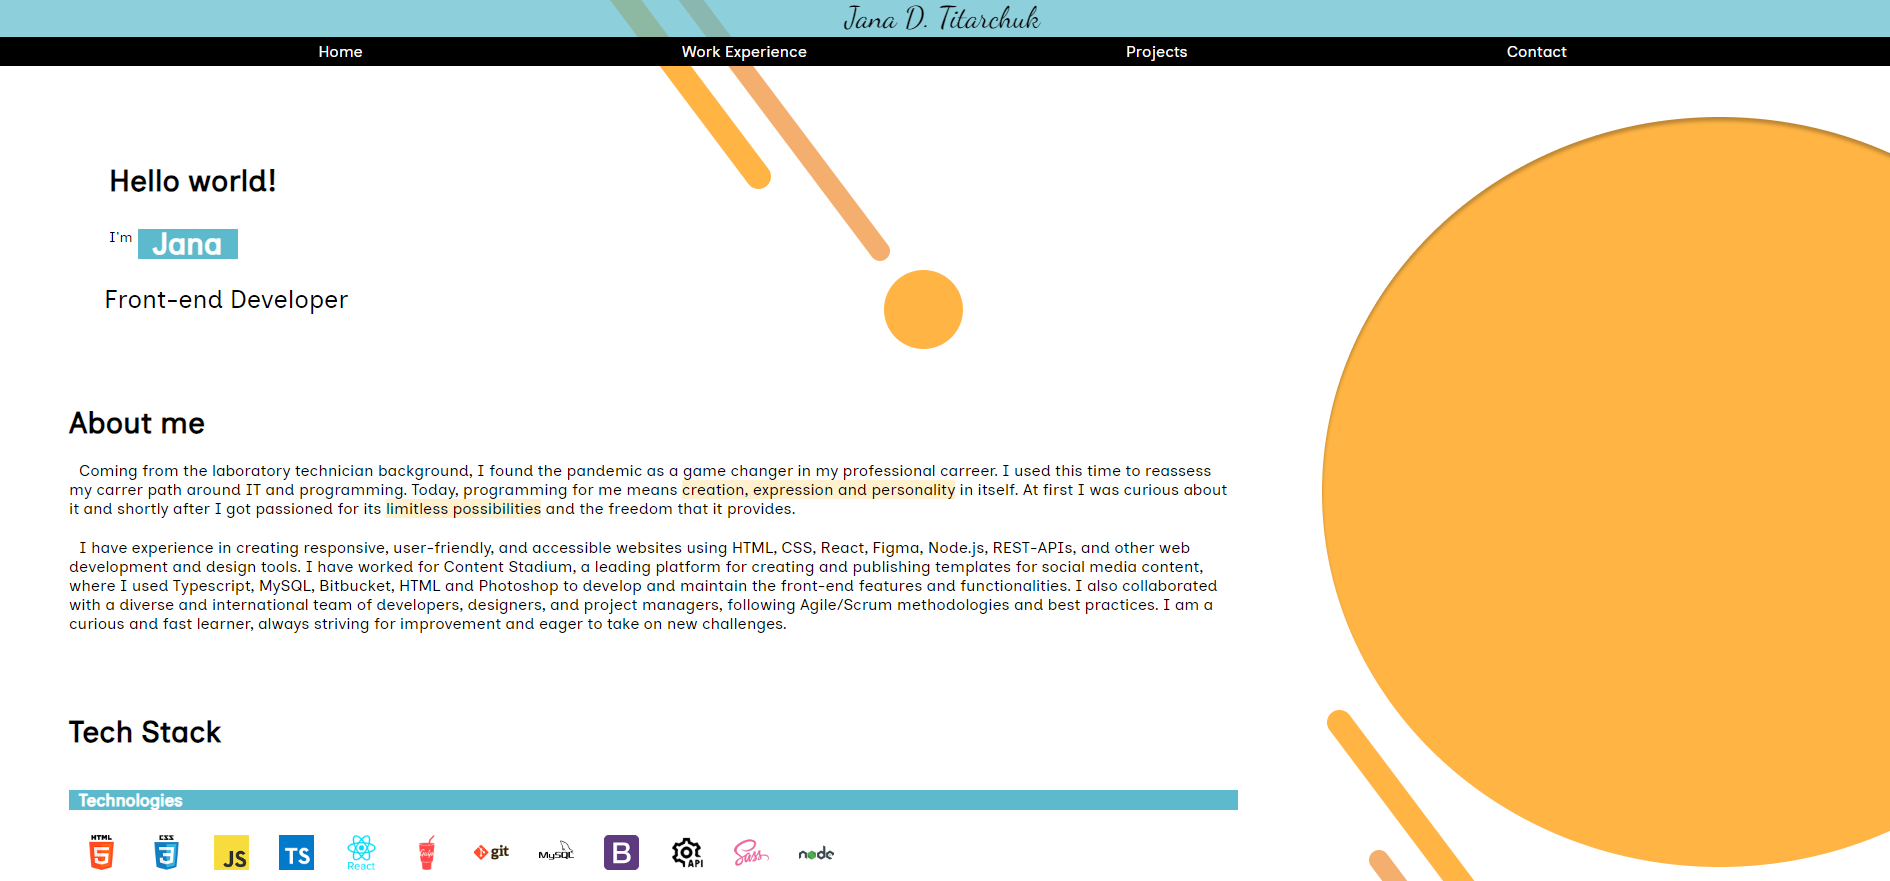 Jana D. Titarchuk
Home Work Experience Projects Contact
Hello world!
I'm Jana
Front-end Developer
About me
Coming from the laboratory technician background, I found the pandemic as a game changer in my professional carreer. I used this time to reassess
my carrer path around IT and programming. Today, programming for me means creation, expression and personality in itself. At first I was curious about
it and shortly after I got passioned for its limitless possibilities and the freedom that it provides.
I have experience in creating responsive, user-friendly, and accessible websites using HTML, CSS, React, Figma, Node.js, REST-APIs, and other web
development and design tools. I have worked for Content Stadium, a leading platform for creating and publishing templates for social media content,
where I used Typescript, MySQL, Bitbucket, HTML and Photoshop to develop and maintain the front-end features and functionalities. I also collaborated
with a diverse and international team of developers, designers, and project managers, following Agile/Scrum methodologies and best practices. I am a
curious and fast learner, always striving for improvement and eager to take on new challenges.
Tech Stack
Technologies
HTML 5 CSS 3 JS TS React Gulp git MySQL B API Sass node